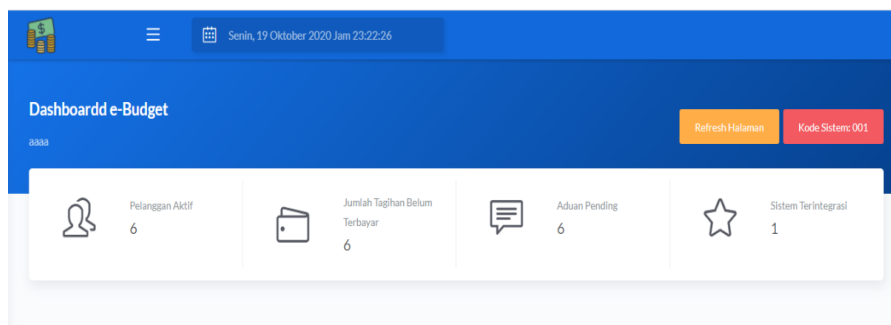 Senin, 19 Oktober 2020 Jam 23:22:26
Dashboardd e-Budget
aaaa
Refresh Halaman
Kode Sistem: 001
Pelanggan Aktif
6
Jumlah Tagihan Belum
Terbayar
6
Aduan Pending
6
Sistem Terintegrasi
1